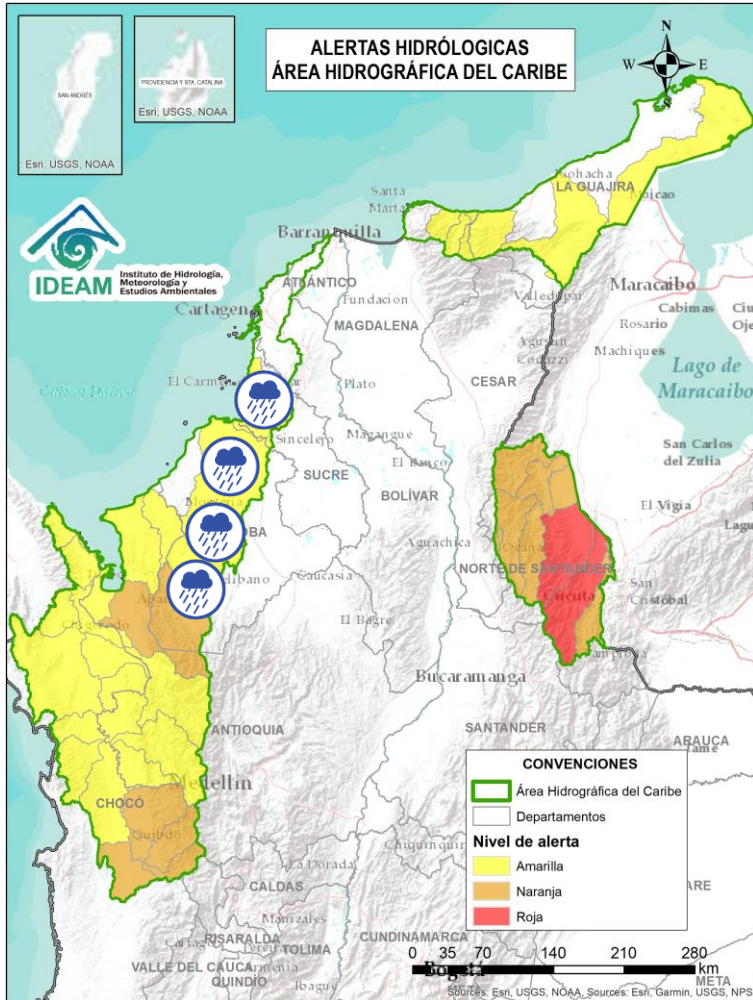 ALERTAS HIDRÓLOGICAS
ÁREA HIDROGRÁFICA DEL CARIBE
N
W
E
S
SAN ANDRÉS
Esri, USGS, NOAA
PROVIDENCIA Y STA. CATALINA
Esri, USGS, NOAA
IDEAM
Instituto de Hidrología,
Meteorología y
Estudios Ambientales
LA GUAJIRA
Santa
Marta
Barranquilla
ATLÁNTICO
Maracaibo
Cartagen
Fundación
Valledupar
Cabimas
Ciu
Oje
MAGDALENA
Rosario
Agustín
Codazzi
Machiques
El Carmen
Plato
CESAR
Lago de
Maracaibo
Sincelejo
Magangue
San Carlos
del Zulia
SUCRE
El Banco
BOLÍVAR
El Vigía
Aguachica
NORTE DE SANTANDER
Caucasia
San
Cristóbal
Cúcuta
El Bagre
Bucaramanga
ANTIOQUIA
SANTANDER
ARAUCA
Medellín
CHOCÓ
Quibdó
La Dorada
CALDAS
Manizales
RISARALDA
TOLIMA
CUNDINAMARCA
VALLE DEL CAUCA
Armenia
QUINDÍO
Ibague
Bogotá
META
CONVENCIONES
Área Hidrográfica del Caribe
Departamentos
Nivel de alerta
Amarilla
Naranja
Roja
0 35 70 140 210 280
km
Sources: Esri, USGS, NOAA, Sources: Esri, Garmin, USGS, NPS